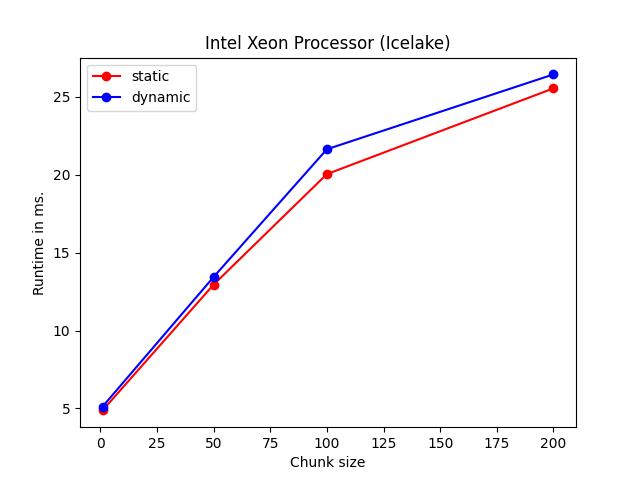 Intel Xeon Processor (Icelake)
static
dynamic
25
20
15
10
5
Runtime in ms.
0 25 50 75 100 125 150 175 200
Chunk size